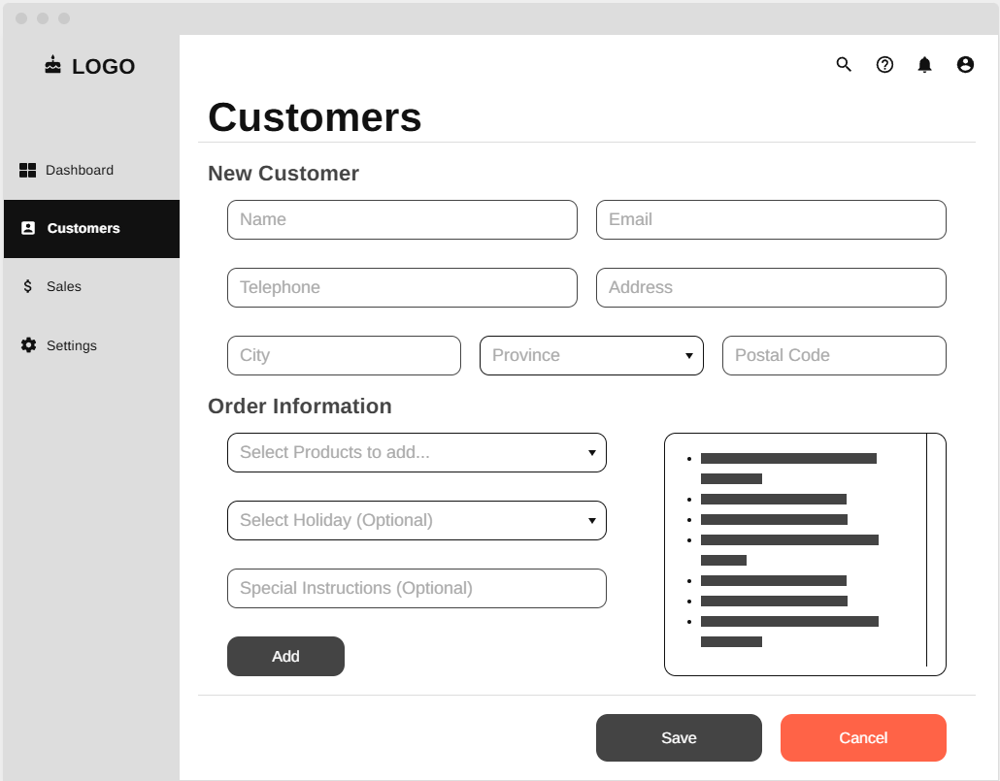 LOGO
Customers
Dashboard
New Customer
Name
Email
Customers
Telephone
Address
Sales
Settings
City
Province
Postal Code
Order Information
Select Products to add...
Select Holiday (Optional)
Special Instructions (Optional)
Add
Save
Cancel